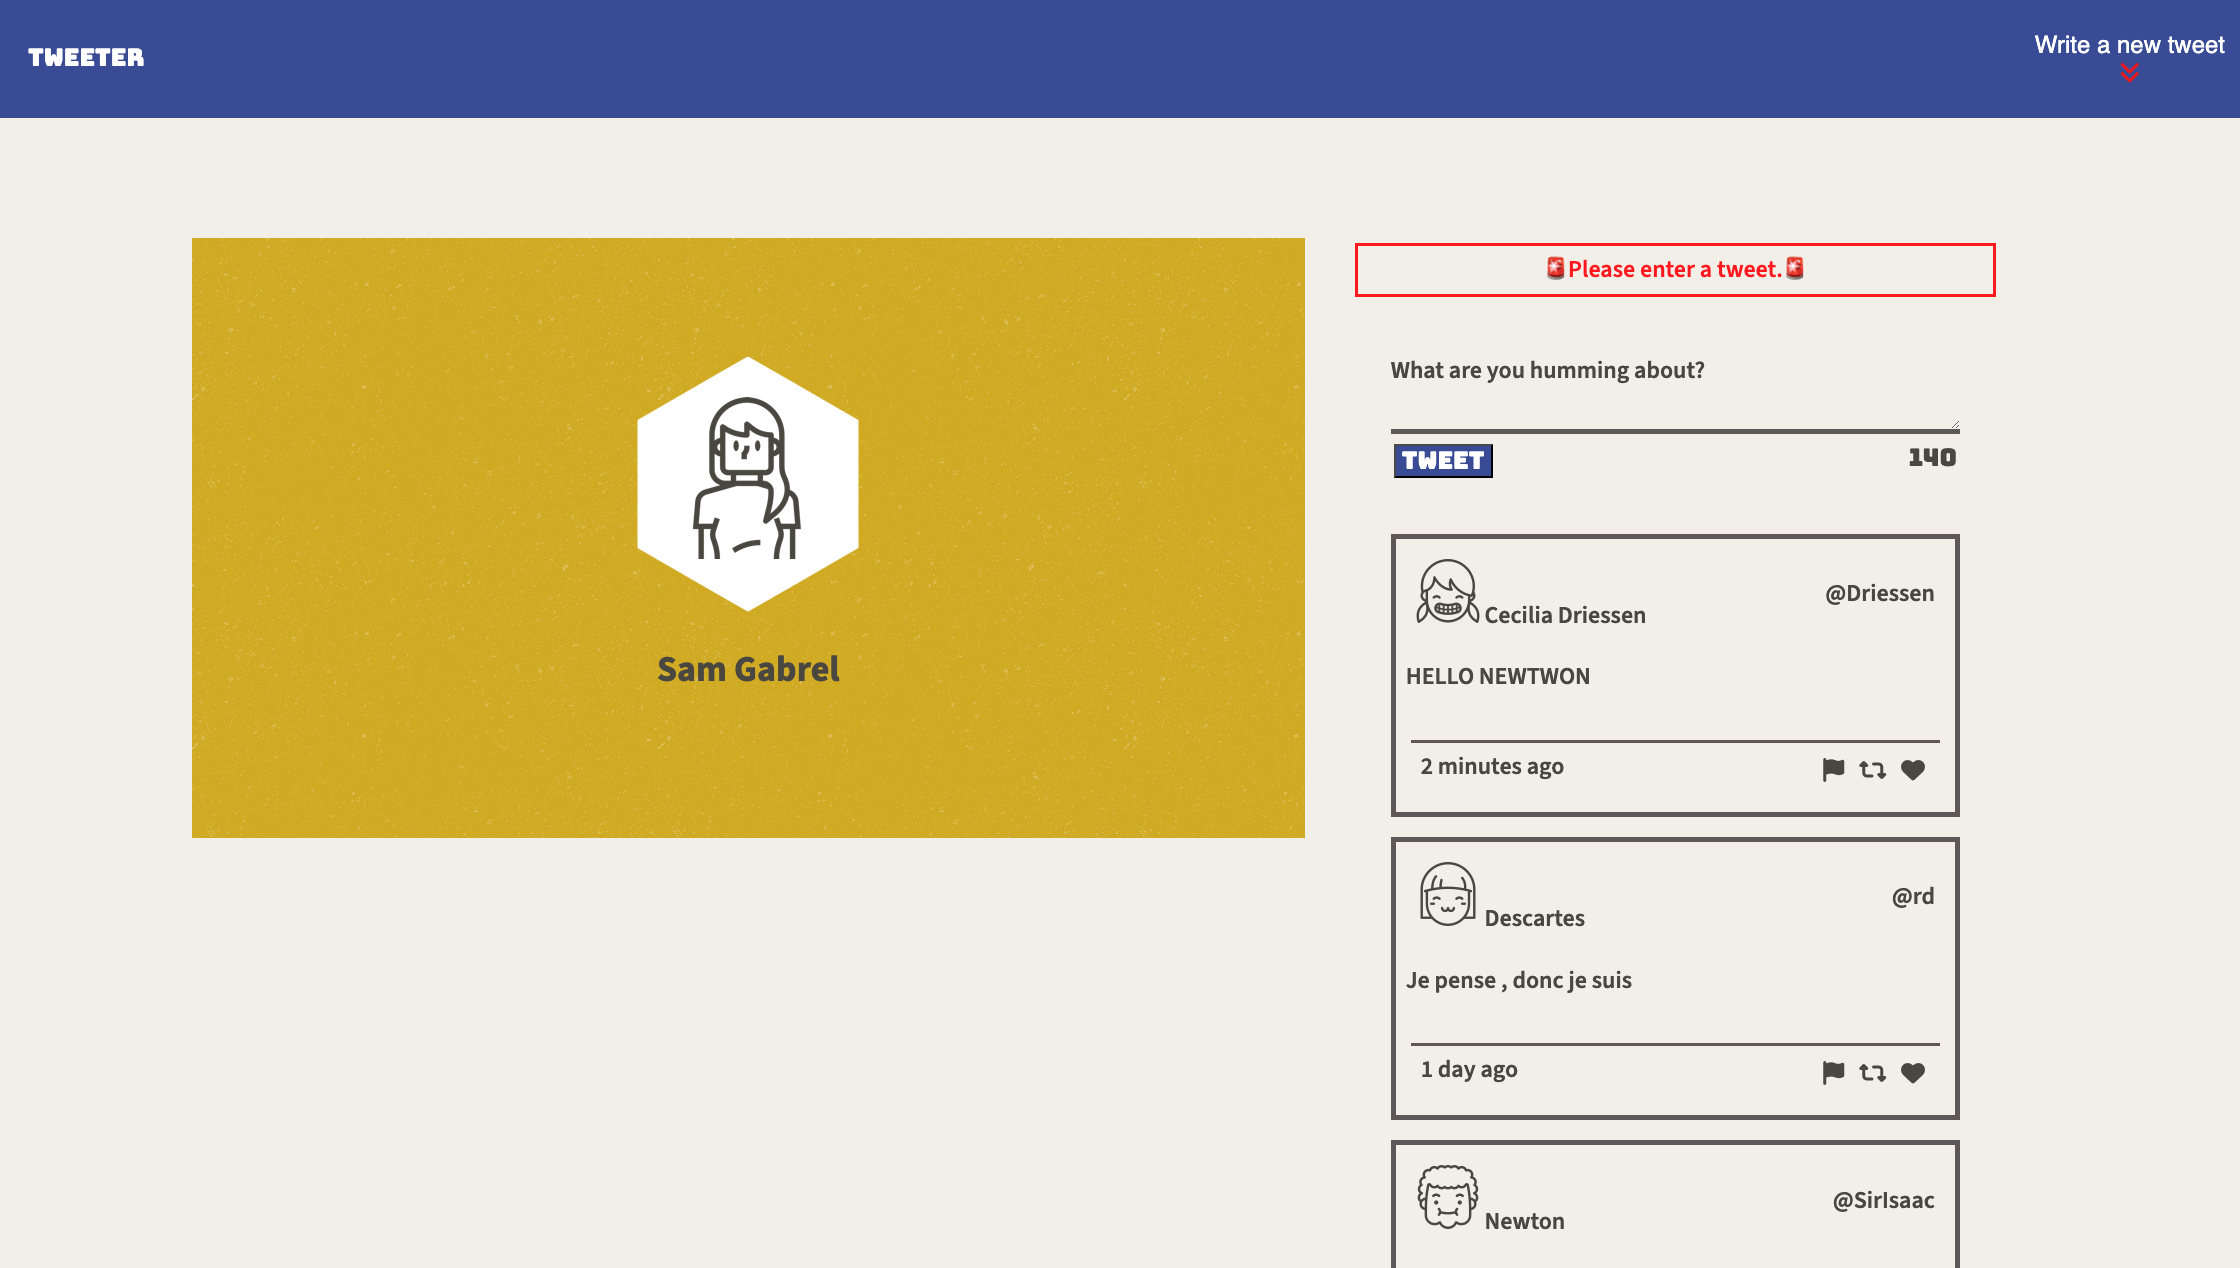 TWEETER
Write a new tweet
🚨Please enter a tweet.🚨
What are you humming about?
TWEET
140
Sam Gabrel
Cecilia Driessen
@Driessen
HELLO NEWTWON
2 minutes ago
Descartes
@rd
Je pense , donc je suis
1 day ago
Newton
@SirIsaac